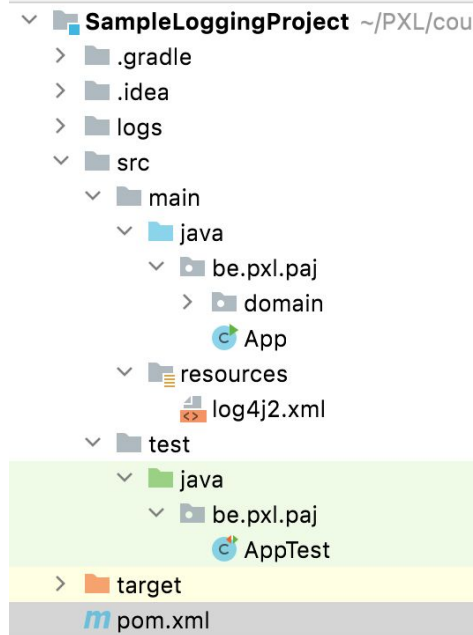 SampleLoggingProject ~/PXL/cou
.gradle
.idea
logs
src
main
java
be.pxl.paj
domain
App
resources
log4j2.xml
test
java
be.pxl.paj
AppTest
target
pom.xml